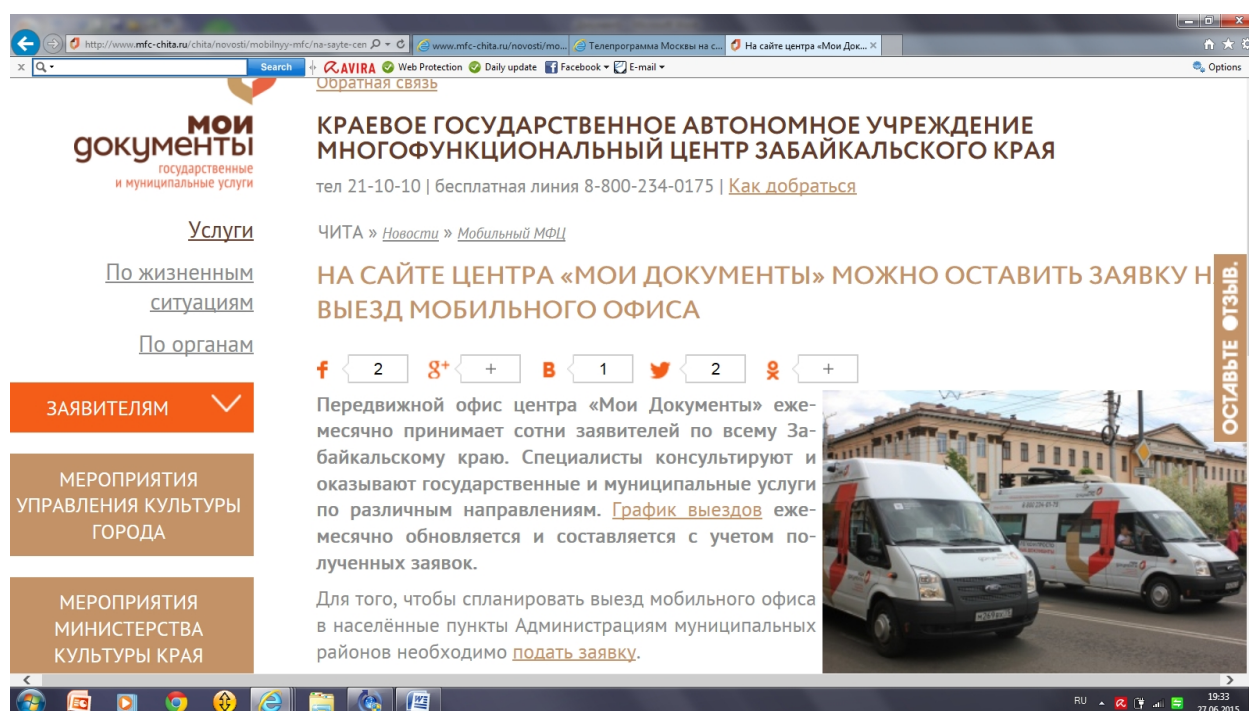 http://www.mfc-chita.ru/chita/novosti/mobilnyy-mfc/na-sayte-cen
www.mfc-chita.ru/novosti/mo...
Телепрограмма Москвы на с...
На сайте центра «Мои Док...
Search
AVIRA
Web Protection
Daily update
Facebook
E-mail
Options
Обратная связь
мои
документы
государственные
и муниципальные услуги
КРАЕВОЕ ГОСУДАРСТВЕННОЕ АВТОНОМНОЕ УЧРЕЖДЕНИЕ
МНОГОФУНКЦИОНАЛЬНЫЙ ЦЕНТР ЗАБАЙКАЛЬСКОГО КРАЯ
тел 21-10-10 | бесплатная линия 8-800-234-0175 | Как добраться
Услуги
По жизненным
ситуациям
По органам
ЗАЯВИТЕЛЯМ
МЕРОПРИЯТИЯ
УПРАВЛЕНИЯ КУЛЬТУРЫ
ГОРОДА
МЕРОПРИЯТИЯ
МИНИСТЕРСТВА
КУЛЬТУРЫ КРАЯ
ЧИТА » Новости » Мобильный МФЦ
НА САЙТЕ ЦЕНТРА «МОИ ДОКУМЕНТЫ» МОЖНО ОСТАВИТЬ ЗАЯВКУ НА
ВЫЕЗД МОБИЛЬНОГО ОФИСА
2
+
1
2
+
Передвижной офис центра «Мои Документы» еже-
месячно принимает сотни заявителей по всему За-
байкальскому краю. Специалисты консультируют и
оказывают государственные и муниципальные услуги
по различным направлениям. График выездов еже-
месячно обновляется и составляется с учетом по-
лученных заявок.
Для того, чтобы спланировать выезд мобильного офиса
в населённые пункты Администрациям муниципальных
районов необходимо подать заявку.
ОСТАВЬТЕ ОТЗЫВ.
RU
19:33
27.06.2015